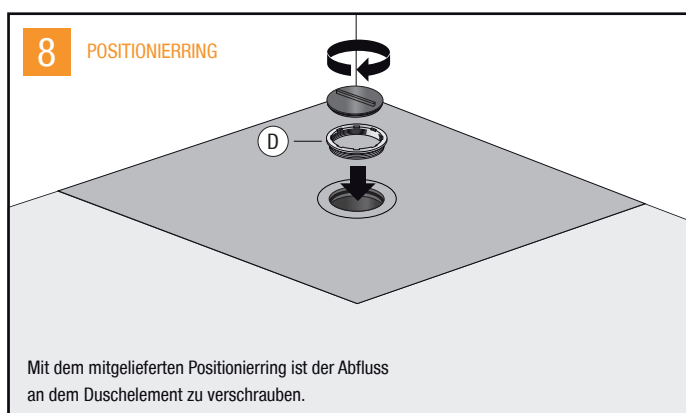 8 POSITIONIERRING
D
Mit dem mitgelieferten Positionierring ist der Abfluss
an dem Duschelement zu verschrauben.